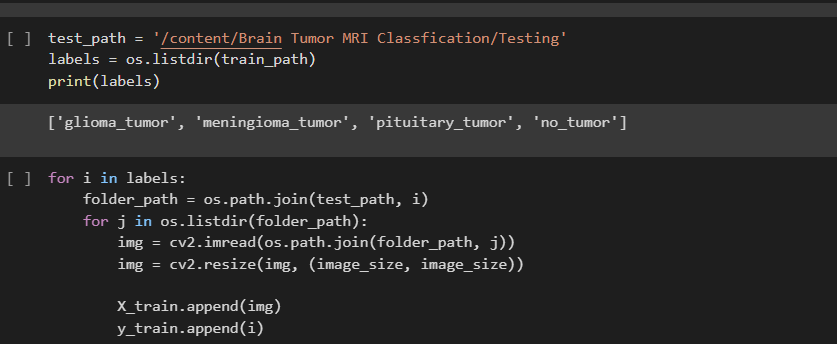 [ ] test_path = '/content/Brain Tumor MRI Classfication/Testing'
labels = os.listdir(train_path)
print(labels)
['glioma_tumor', 'meningioma_tumor', 'pituitary_tumor', 'no_tumor']
[ ] for i in labels:
folder_path = os.path.join(test_path, i)
for j in os.listdir(folder_path):
img = cv2.imread(os.path.join(folder_path, j))
img = cv2.resize(img, (image_size, image_size))
X_train.append(img)
y_train.append(i)